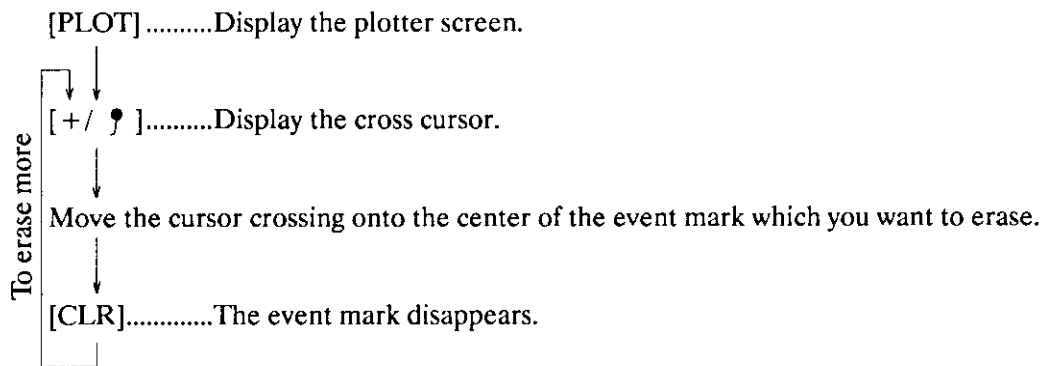 [PLOT]..........Display the plotter screen.
[+/ ]..........Display the cross cursor.
To erase more
Move the cursor crossing onto the center of the event mark which you want to erase.
[CLR].............The event mark disappears.